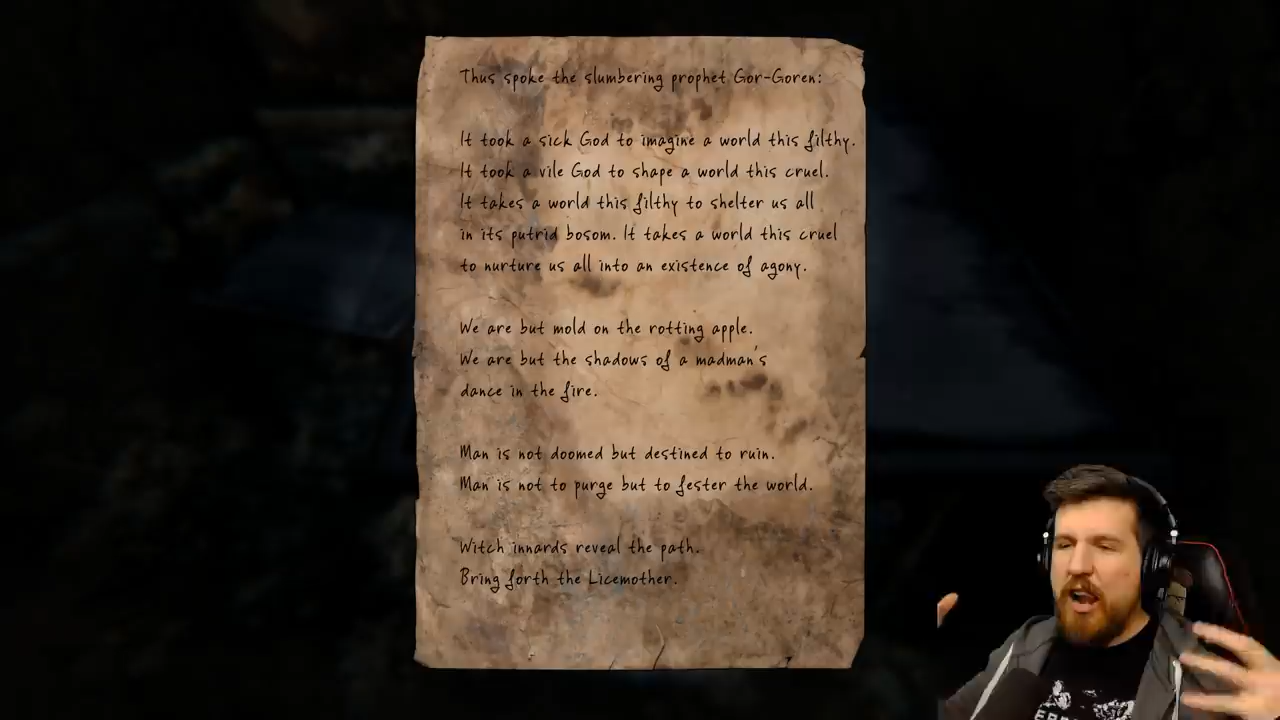 Thus spoke the slumbering prophet Gor-Goren:
It took a sick God to imagine a world this filthy.
It took a vile God to shape a world this cruel.
It takes a world this filthy to shelter us all
in its putrid bosom. It takes a world this cruel
to nurture us all into an existence of agony.
We are but mold on the rotting apple.
We are but the shadows of a madman's
dance in the fire.
Man is not doomed but destined to ruin.
Man is not to purge but to fester the world.
Witch innards reveal the path.
Bring forth the Licemother.